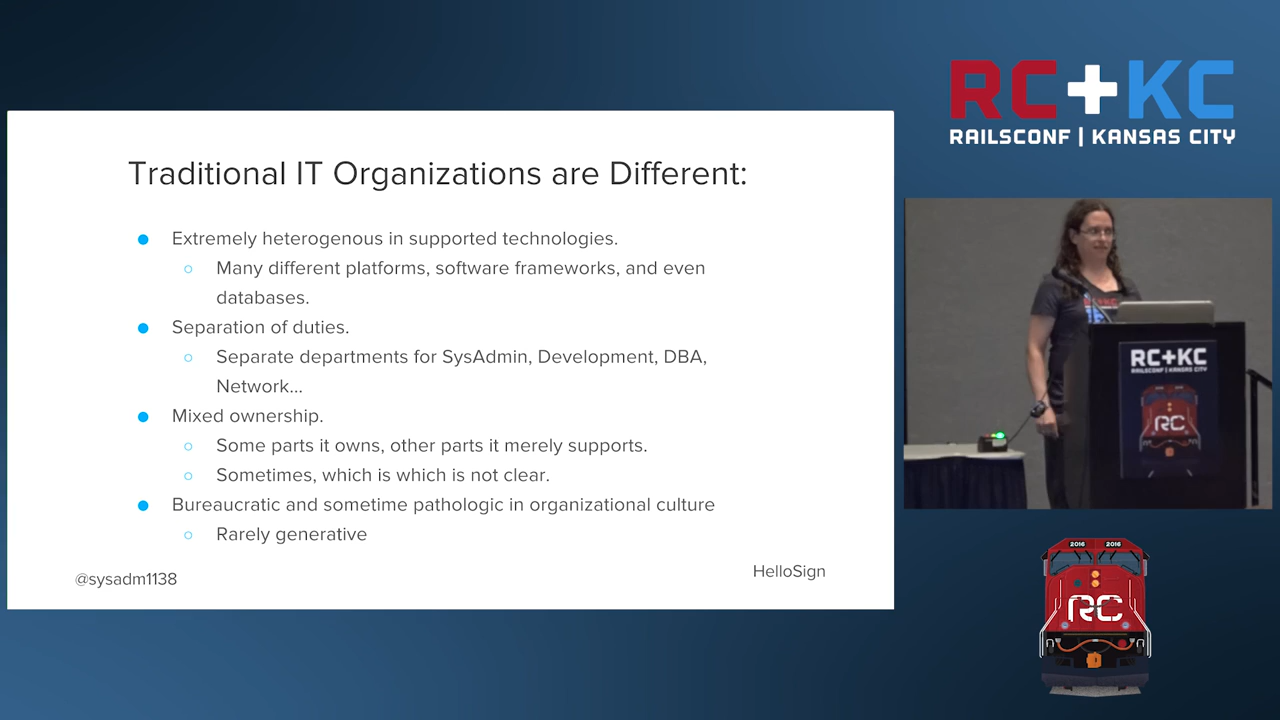 Traditional IT Organizations are Different:
● Extremely heterogenous in supported technologies.
○ Many different platforms, software frameworks, and even
databases.
● Separation of duties.
○ Separate departments for SysAdmin, Development, DBA,
Network...
● Mixed ownership.
○ Some parts it owns, other parts it merely supports.
○ Sometimes, which is which is not clear.
● Bureaucratic and sometime pathologic in organizational culture
○ Rarely generative
@sysadm1138
HelloSign
RC+KC
RAILSCONF | KANSAS CITY
RC+KC
RC+KC
RAILSCONF | KANSAS CITY
RC
2016 2016
RC